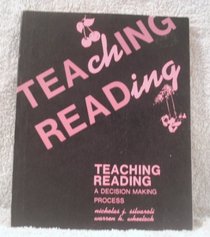 TEAChING
READing
TEACHING
READING
A DECISION MAKING
PROCESS
nicholas j. silvaroli
warren h. wheelock